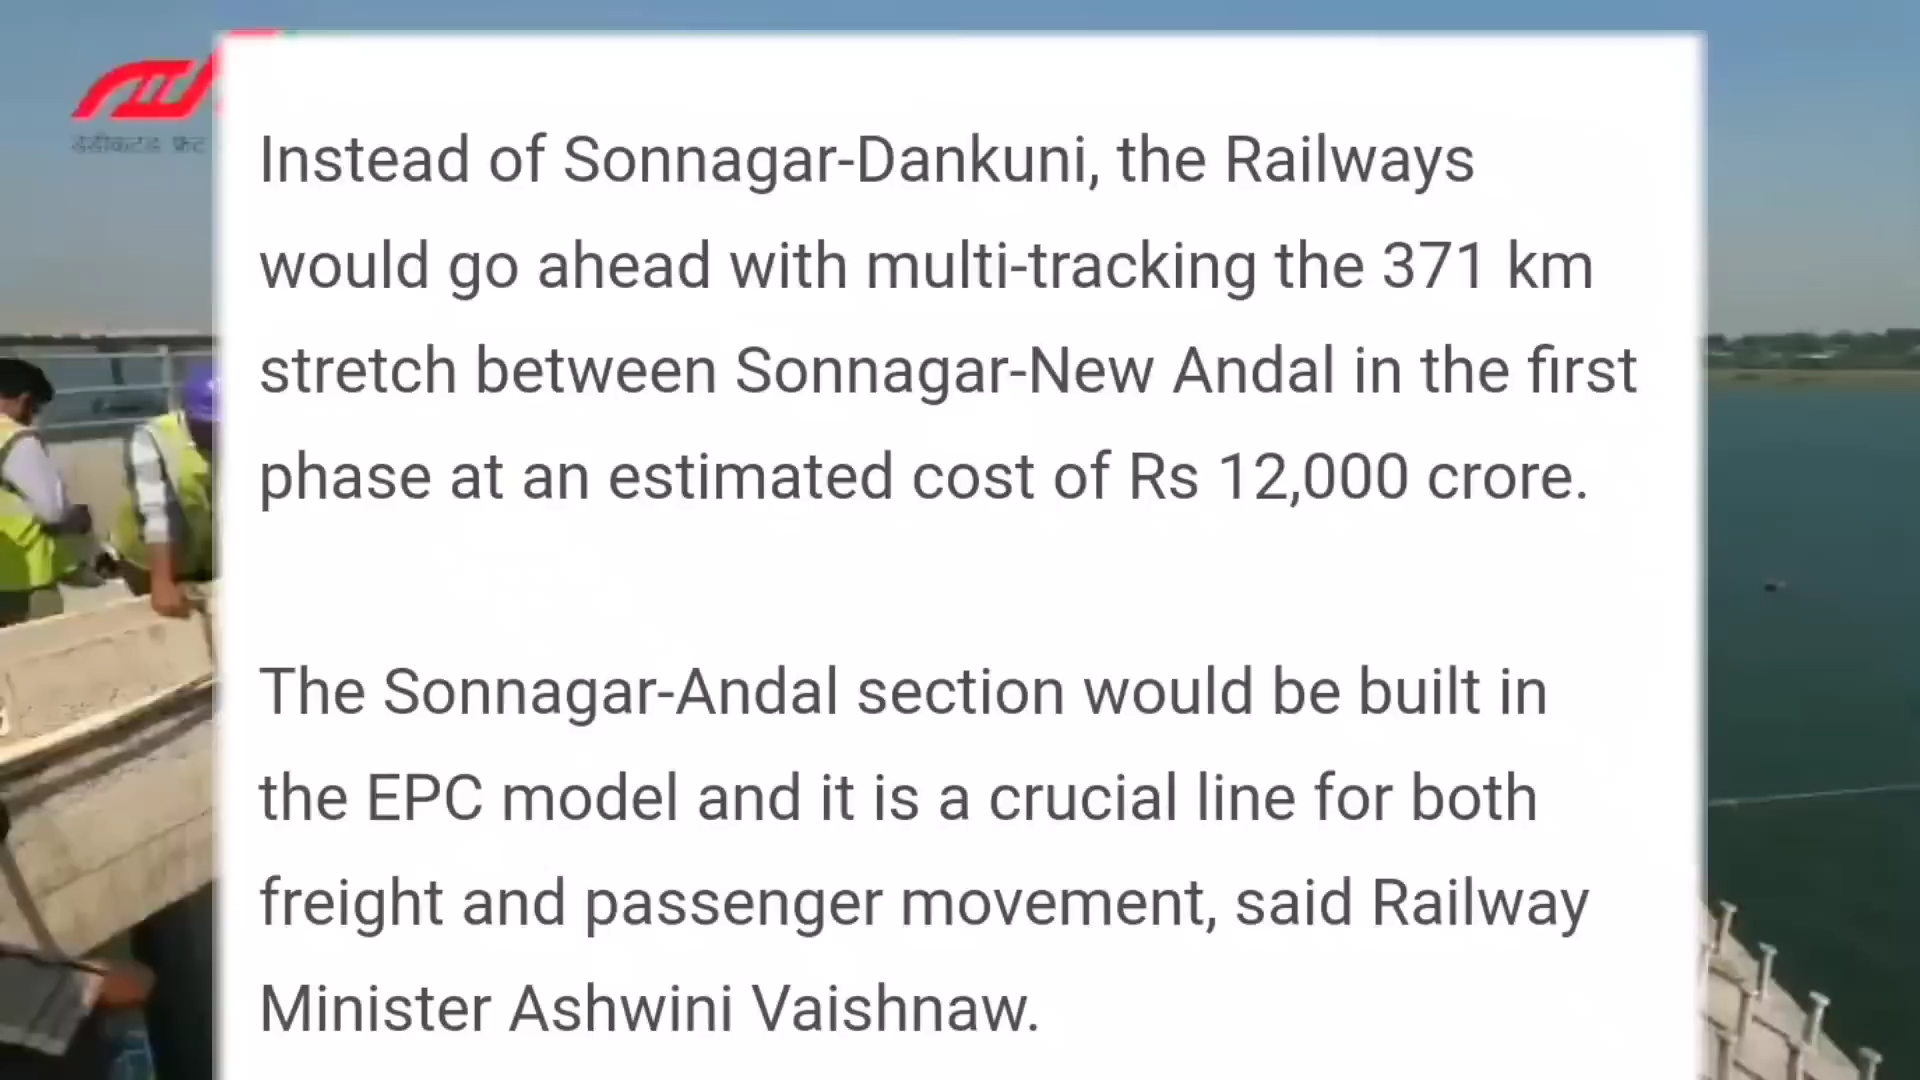 डेडीकेटेड फ्रेट
Instead of Sonnagar-Dankuni, the Railways
would go ahead with multi-tracking the 371 km
stretch between Sonnagar-New Andal in the first
phase at an estimated cost of Rs 12,000 crore.
The Sonnagar-Andal section would be built in
the EPC model and it is a crucial line for both
freight and passenger movement, said Railway
Minister Ashwini Vaishnaw.